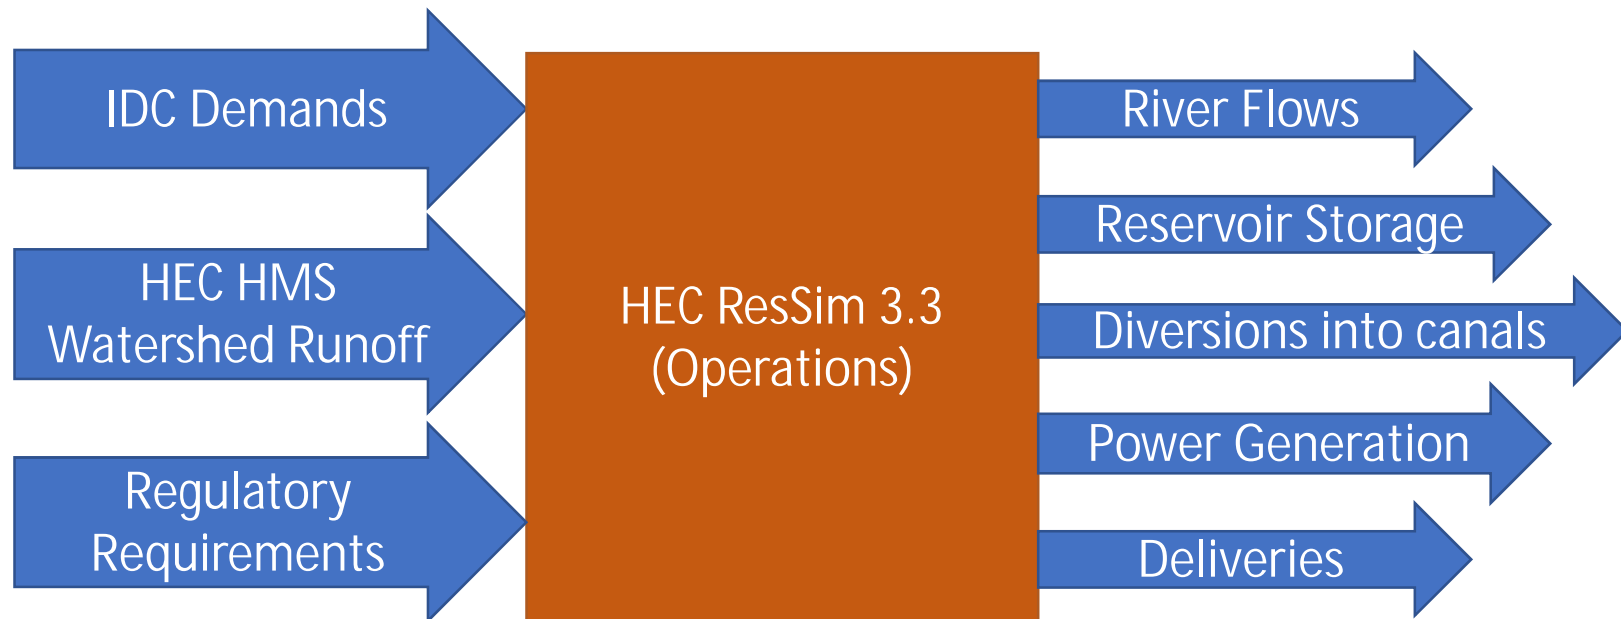 IDC Demands
HEC HMS
Watershed Runoff
Regulatory
Requirements
HEC ResSim 3.3
(Operations)
River Flows
Reservoir Storage
Diversions into canals
Power Generation
Deliveries